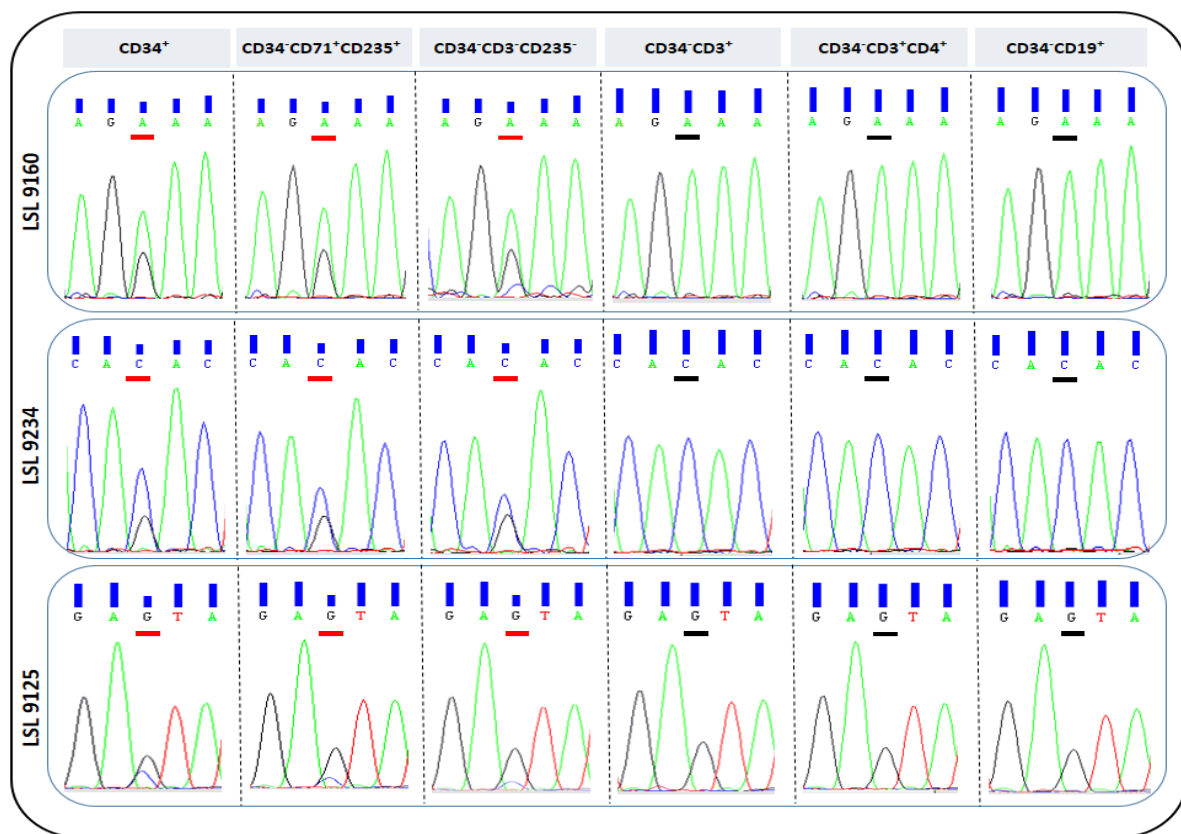 CD34⁺ CD34⁻CD71⁺CD235⁺ CD34⁻CD3⁻CD235⁻ CD34⁻CD3⁺ CD34⁻CD3⁺CD4⁺ CD34⁻CD19⁺
LSL 9160
A G A A A A G A A A A G A A A A G A A A A G A A A A G A A A
LSL 9234
C A C A C C A C A C C A C A C C A C A C C A C A C C A C A C
LSL 9125
G A G T A G A G T A G A G T A G A G T A G A G T A G A G T A